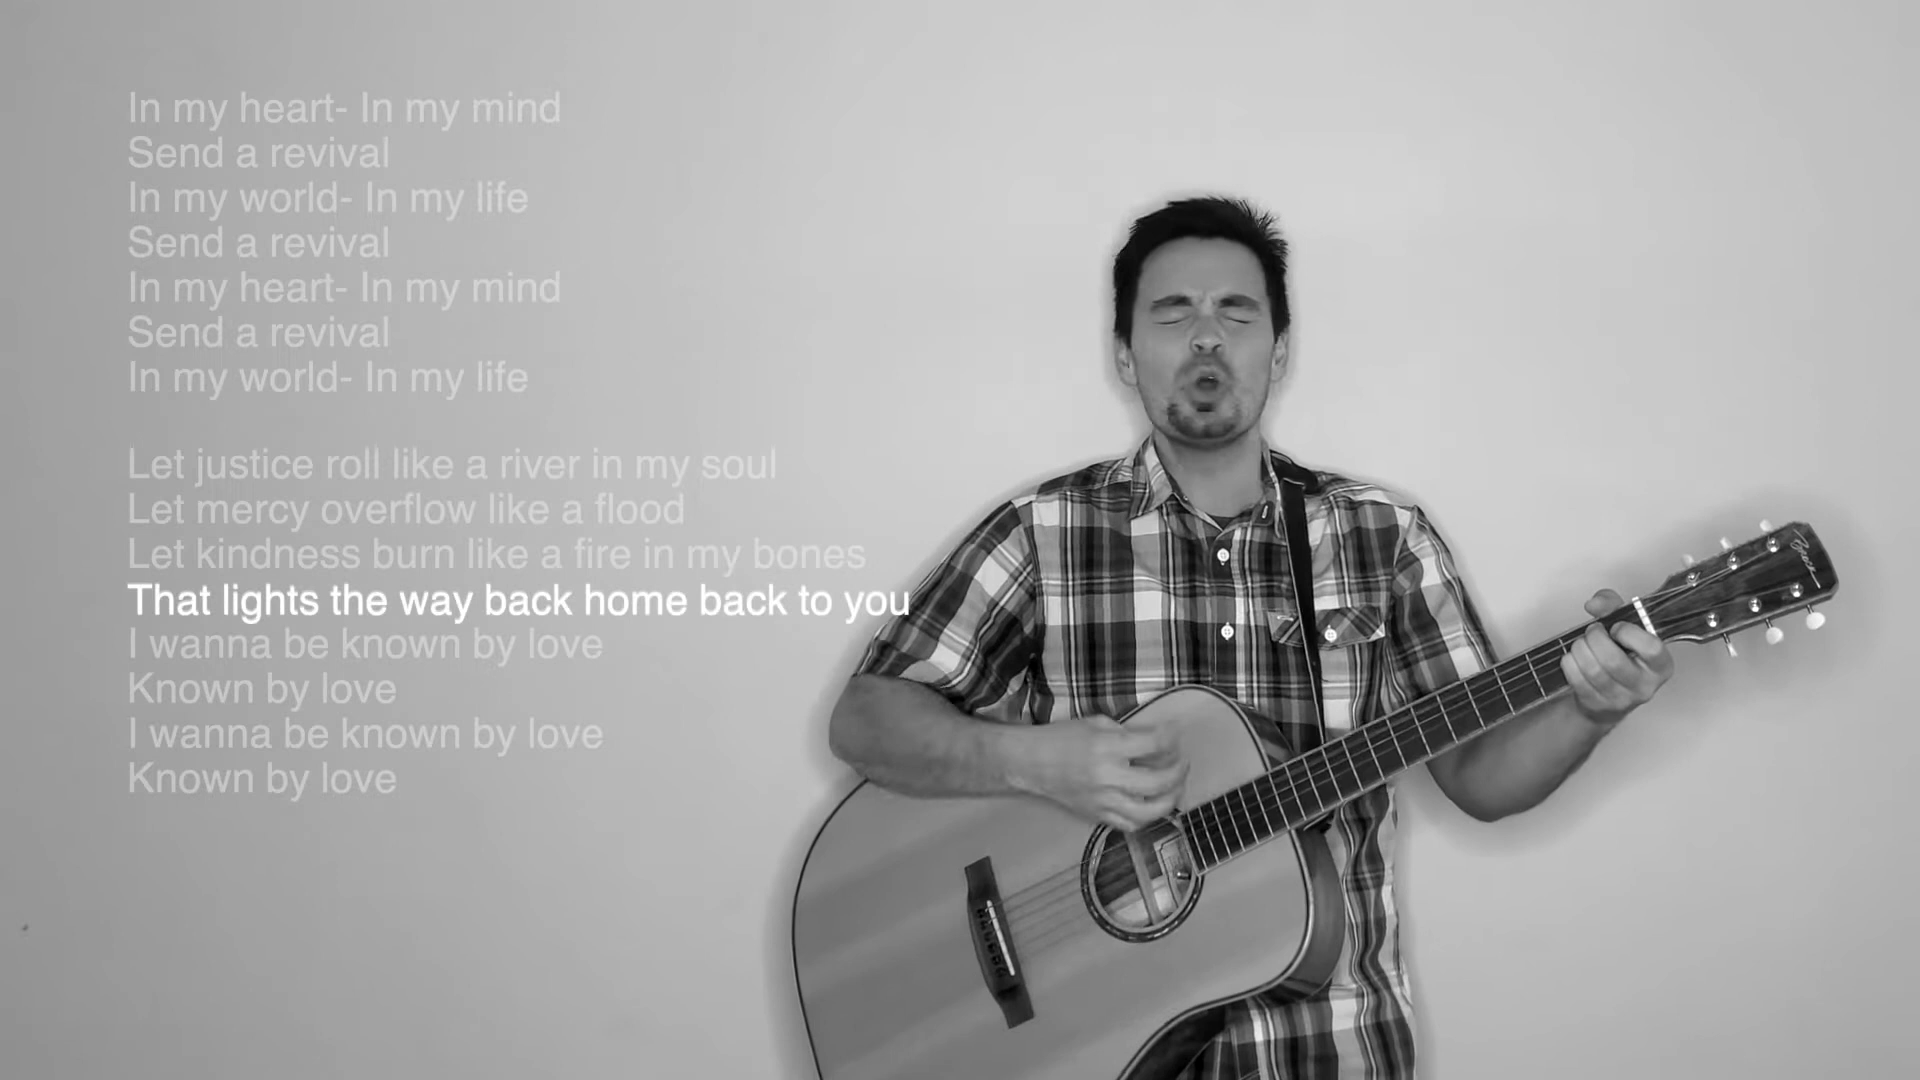 In my heart- In my mind
Send a revival
In my world- In my life
Send a revival
In my heart- In my mind
Send a revival
In my world- In my life
Let justice roll like a river in my soul
Let mercy overflow like a flood
Let kindness burn like a fire in my bones
That lights the way back home back to you
I wanna be known by love
Known by love
I wanna be known by love
Known by love